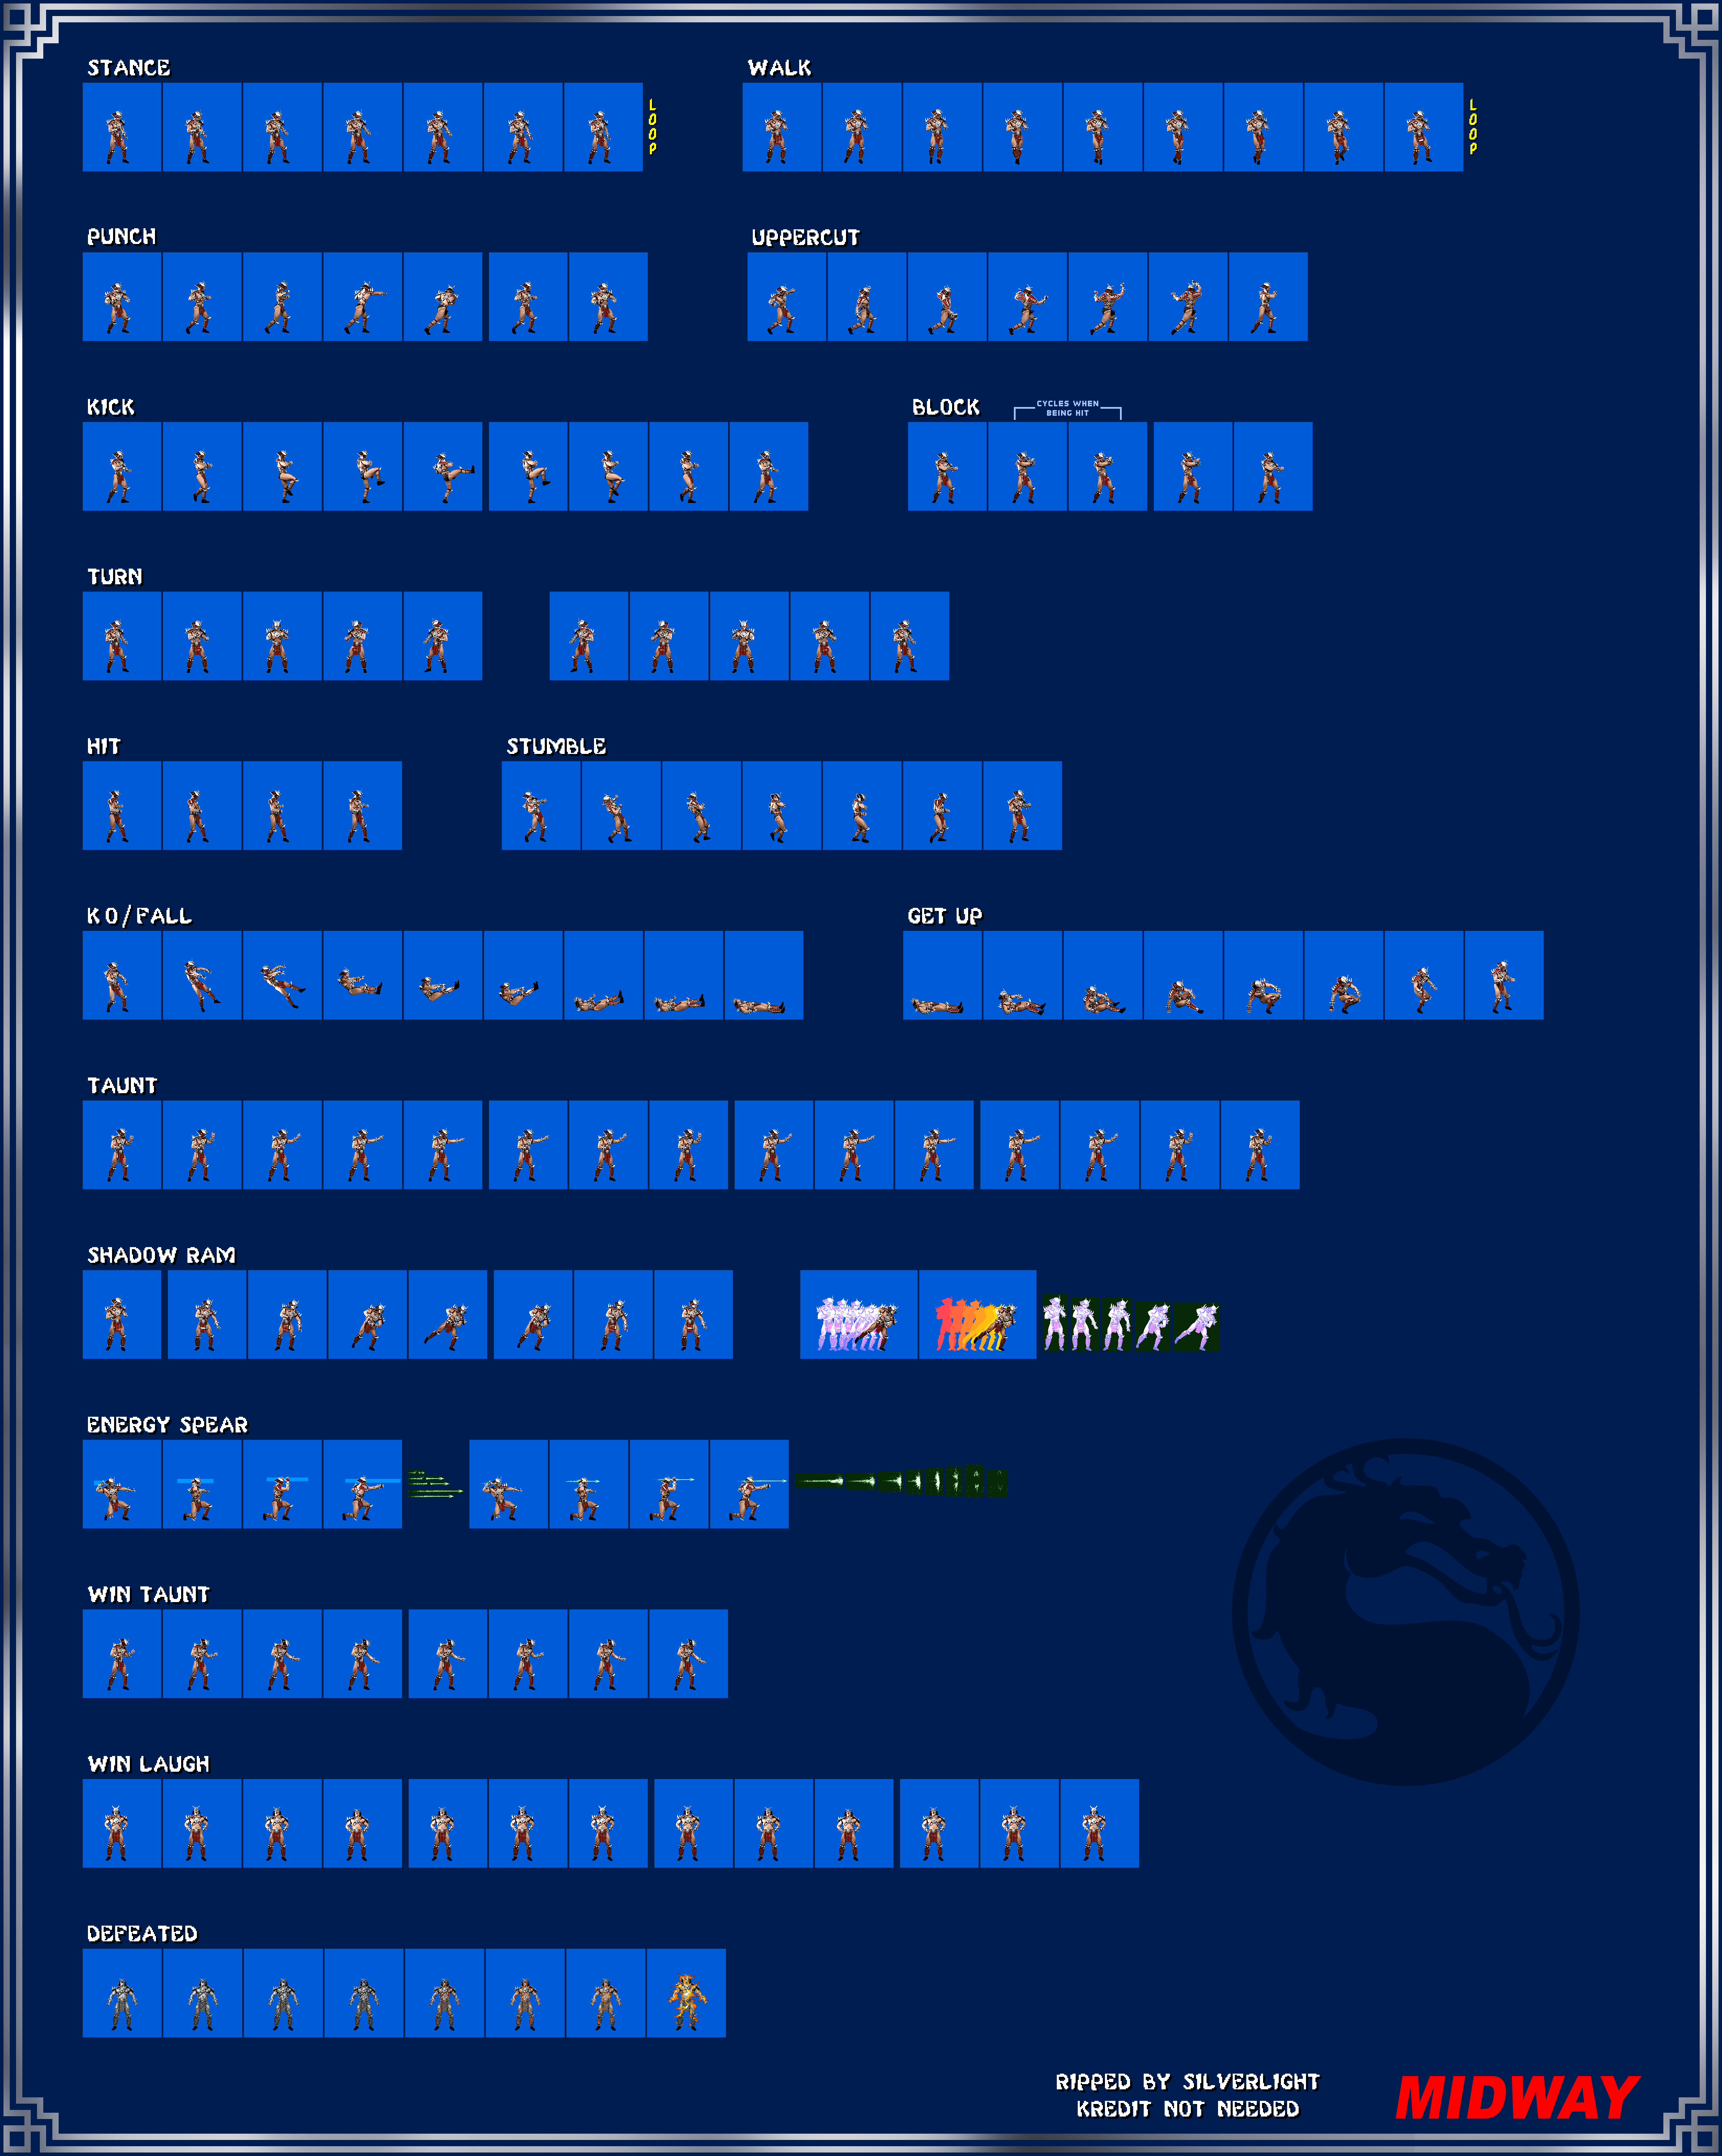 STANCE
LOOP
WALK
LOOP
PUNCH
UPPERCUT
KICK
BLOCK
CYCLES WHEN
BEING HIT
TURN
HIT
STUMBLE
KO/FALL
GET UP
TAUNT
SHADOW RAM
ENERGY SPEAR
WIN TAUNT
WIN LAUGH
DEFEATED
RIPPED BY SILVERLIGHT
KREDIT NOT NEEDED
MIDWAY